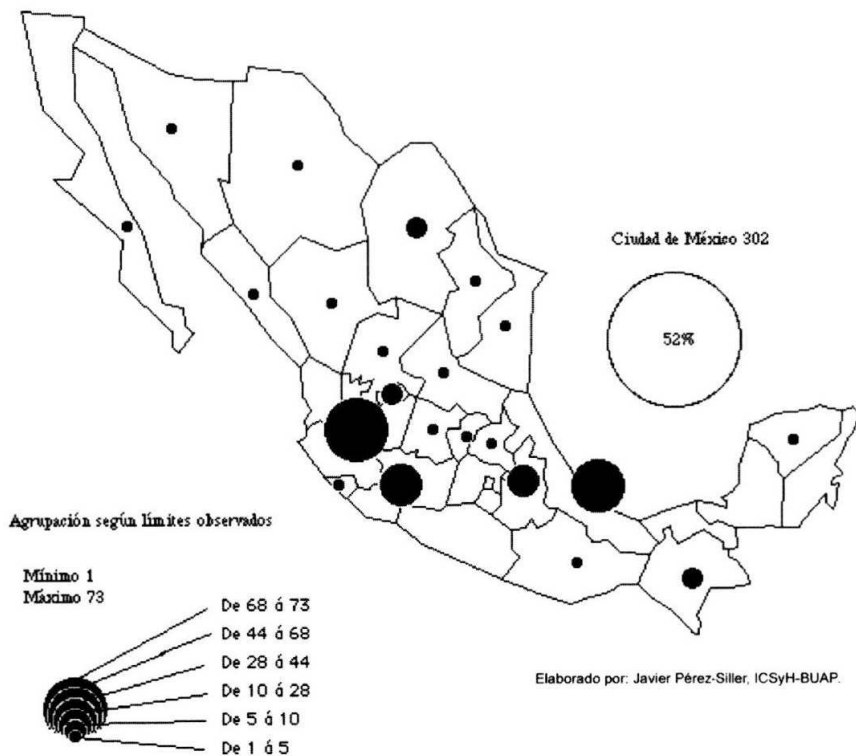 Ciudad de México 302
52%
Agrupación según límites observados
Mínimo 1
Máximo 73
De 68 á 73
De 44 á 68
De 28 á 44
De 10 á 28
De 5 á 10
De 1 á 5
Elaborado por: Javier Pérez-Siller, ICSyH-BUAP.